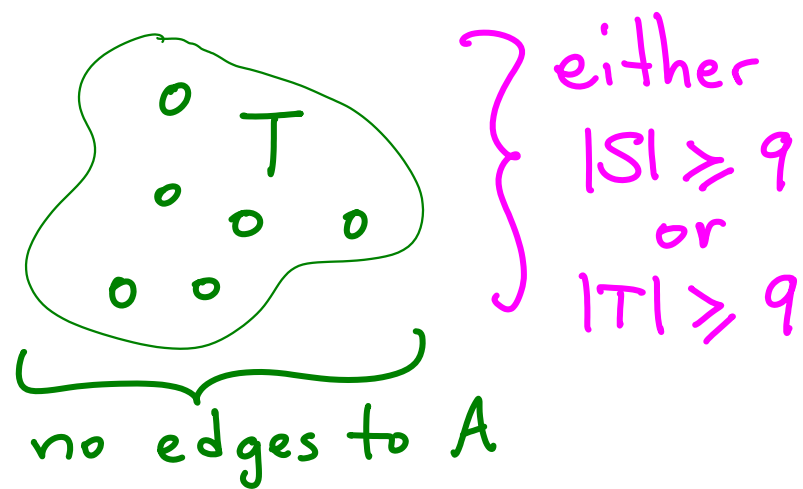 T
no edges to A
either
|S| ⩾ 9
or
|T| ⩾ 9